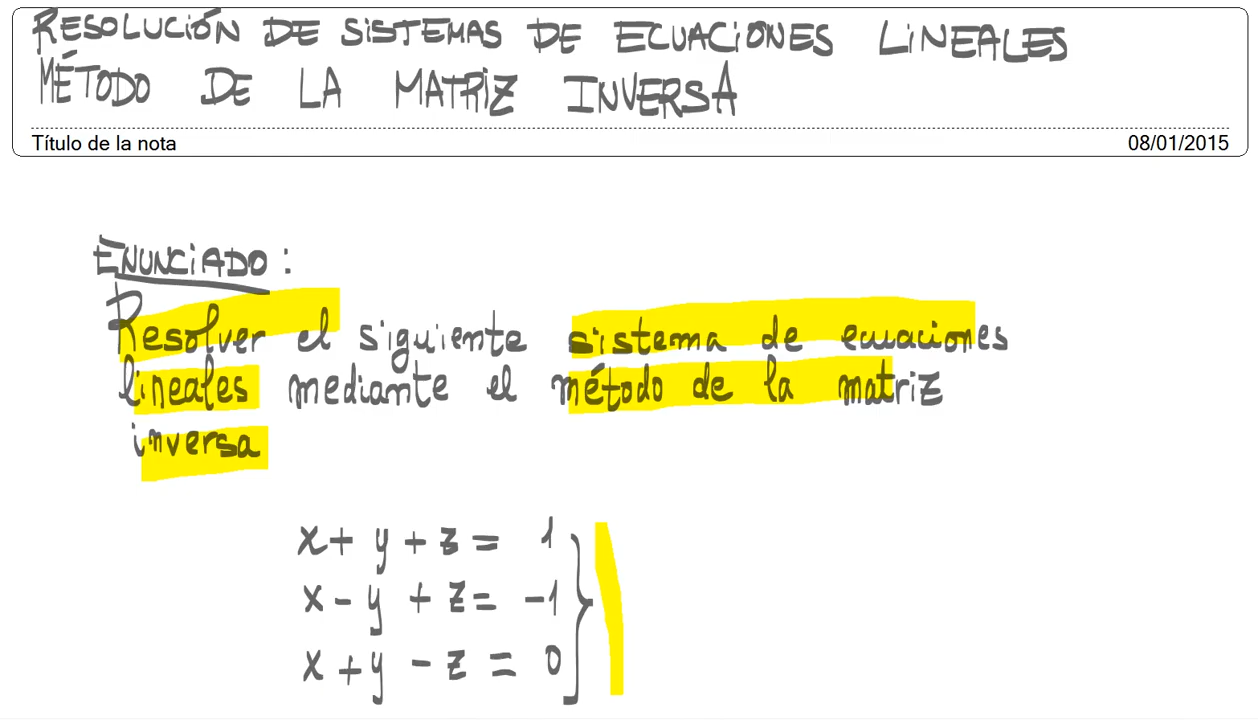 RESOLUCIÓN DE SISTEMAS DE ECUACIONES LINEALES
MÉTODO DE LA MATRIZ INVERSA
Título de la nota 08/01/2015
ENUNCIADO:
Resolver el siguiente sistema de ecuaciones
lineales mediante el método de la matriz
inversa
x + y + z = 1
x - y + z = -1
x + y - z = 0